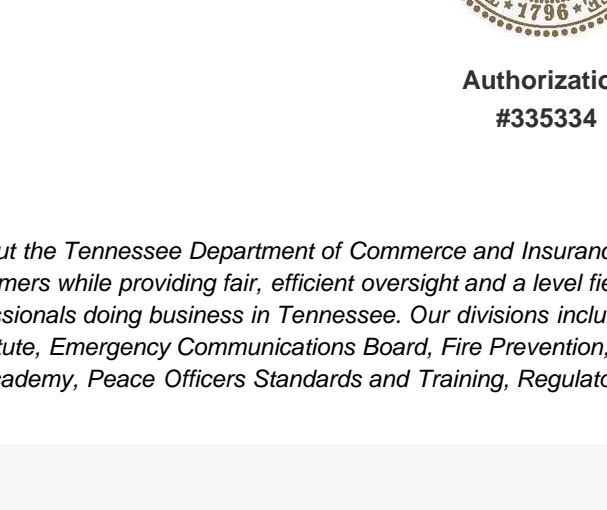 1796
Authorizatio
#335334
ut the Tennessee Department of Commerce and Insuranc
mers while providing fair, efficient oversight and a level fie
ssionals doing business in Tennessee. Our divisions inclu
tute, Emergency Communications Board, Fire Prevention,
cademy, Peace Officers Standards and Training, Regulato